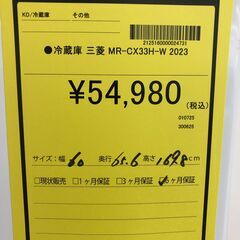 KD/冷蔵庫 その他
2125160000024721
●冷蔵庫 三菱 MR-CX33H-W 2023
¥54,980
(税込)
010725
300625
サイズ:幅 60 奥行 65.6 高さ 169.8 cm
□現状販売 □1ヶ月保証 □3ヶ月保証 ☑6ヶ月保証